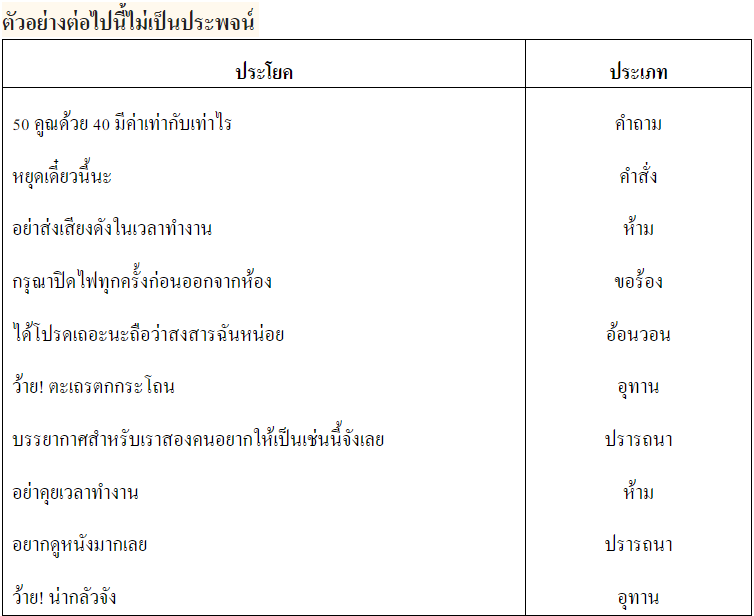 ตัวอย่างต่อไปนี้ไม่เป็นประพจน์
ประโยค ประเภท
50 คูณด้วย 40 มีค่าเท่ากับเท่าไร คำถาม
หยุดเดี๋ยวนี้นะ คำสั่ง
อย่าส่งเสียงดังในเวลาทำงาน ห้าม
กรุณาปิดไฟทุกครั้งก่อนออกจากห้อง ขอร้อง
ได้โปรดเถอะนะถือว่าสงสารฉันหน่อย อ้อนวอน
ว้าย! ตะเถรตกกระโถน อุทาน
บรรยากาศสำหรับเราสองคนอยากให้เป็นเช่นนี้จังเลย ปรารถนา
อย่าคุยเวลาทำงาน ห้าม
อยากดูหนังมากเลย ปรารถนา
ว้าย! น่ากลัวจัง อุทาน